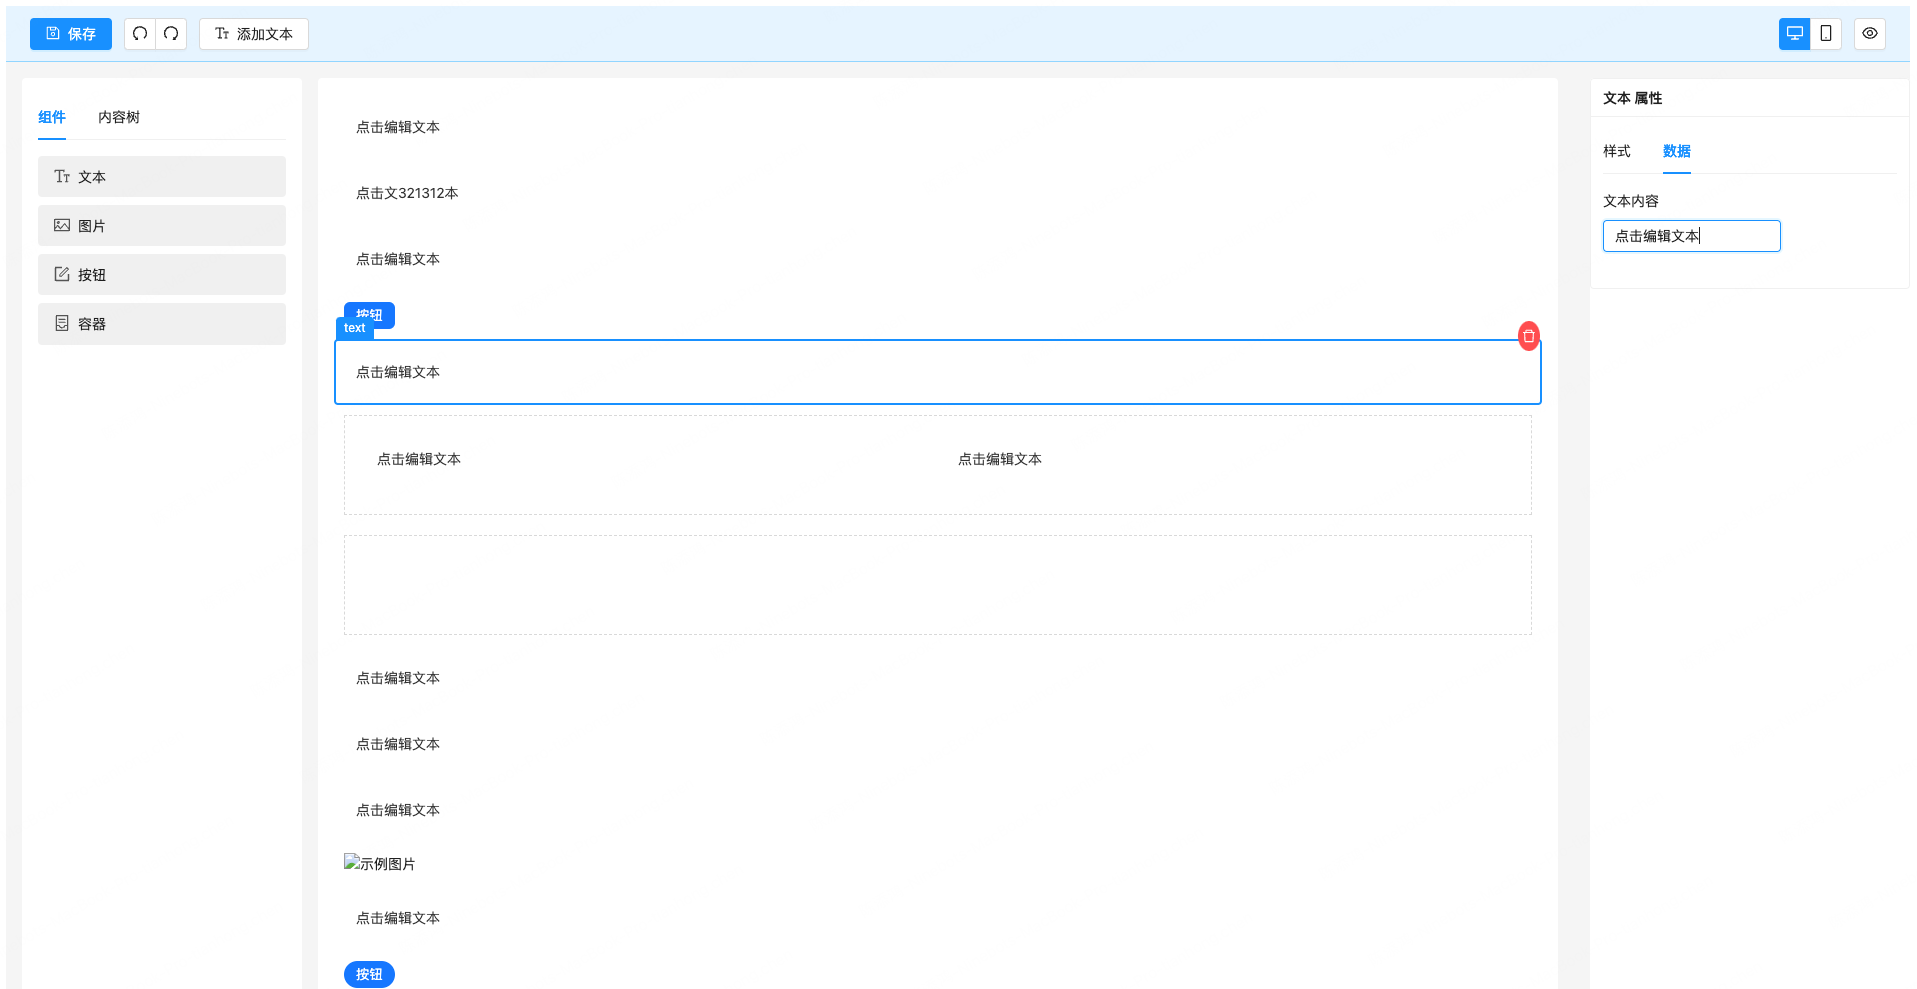 保存 添加文本
组件 内容树
文本
图片
按钮
容器
点击编辑文本
点击文321312本
点击编辑文本
按钮
text
点击编辑文本
点击编辑文本 点击编辑文本
点击编辑文本
点击编辑文本
点击编辑文本
示例图片
点击编辑文本
按钮
文本 属性
样式 数据
文本内容
点击编辑文本